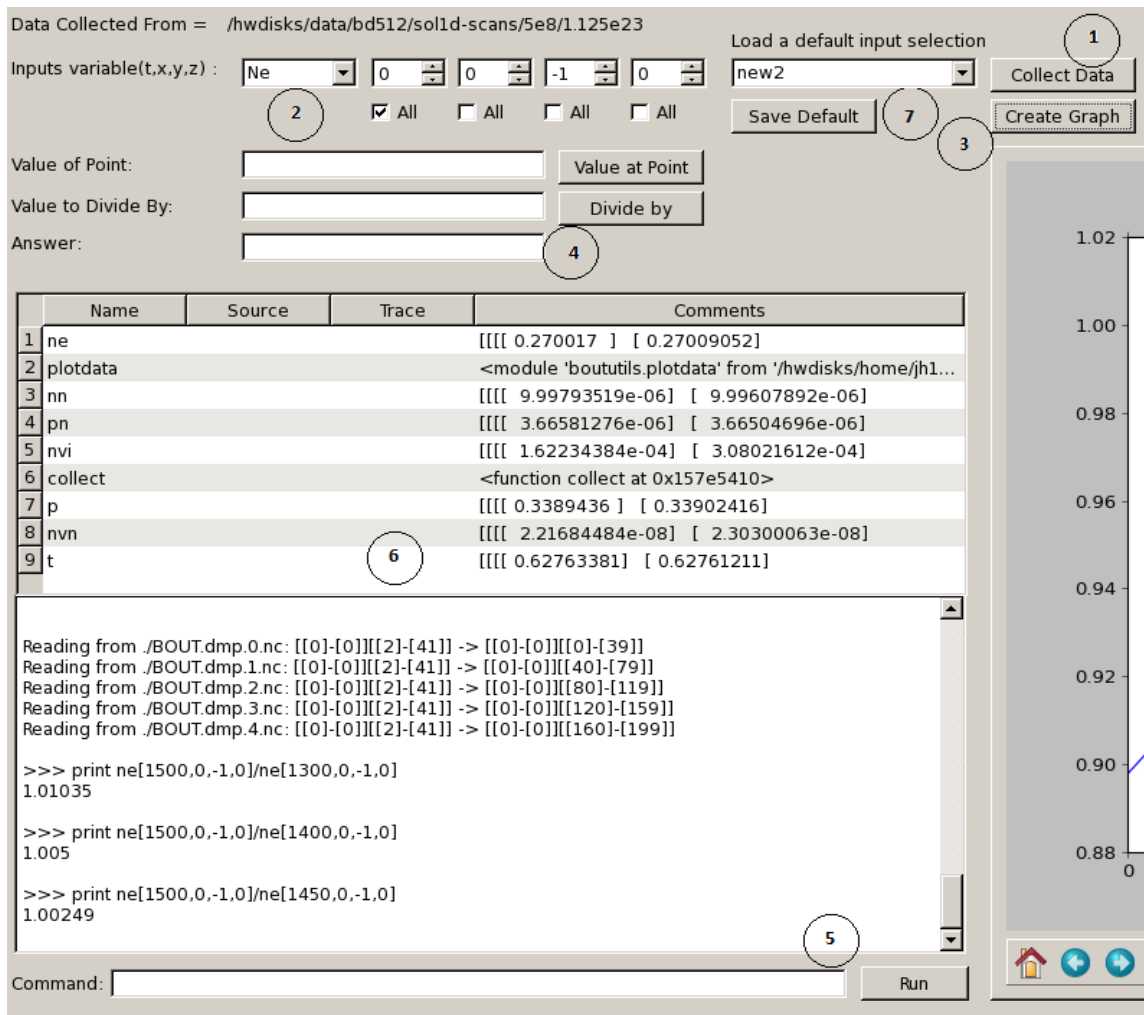 Data Collected From = /hwdisks/data/bd512/sol1d-scans/5e8/1.125e23
Load a default input selection
1
Inputs variable(t,x,y,z) : Ne 0 0 -1 0 new2 Collect Data
2 All All All All Save Default 7 Create Graph
3
Value of Point: Value at Point
Value to Divide By: Divide by
Answer: 4
Name Source Trace Comments
1 ne [[[[ 0.270017 ] [ 0.27009052]
2 plotdata <module 'boututils.plotdata' from '/hwdisks/home/jh1...
3 nn [[[[ 9.99793519e-06] [ 9.99607892e-06]
4 pn [[[[ 3.66581276e-06] [ 3.66504696e-06]
5 nvi [[[[ 1.62234384e-04] [ 3.08021612e-04]
6 collect <function collect at 0x157e5410>
7 p [[[[ 0.3389436 ] [ 0.33902416]
8 nvn [[[[ 2.21684484e-08] [ 2.30300063e-08]
9 t [[[[ 0.62763381] [ 0.62761211]
6
Reading from ./BOUT.dmp.0.nc: [[0]-[0]][[2]-[41]] -> [[0]-[0]][[0]-[39]]
Reading from ./BOUT.dmp.1.nc: [[0]-[0]][[2]-[41]] -> [[0]-[0]][[40]-[79]]
Reading from ./BOUT.dmp.2.nc: [[0]-[0]][[2]-[41]] -> [[0]-[0]][[80]-[119]]
Reading from ./BOUT.dmp.3.nc: [[0]-[0]][[2]-[41]] -> [[0]-[0]][[120]-[159]]
Reading from ./BOUT.dmp.4.nc: [[0]-[0]][[2]-[41]] -> [[0]-[0]][[160]-[199]]
>>> print ne[1500,0,-1,0]/ne[1300,0,-1,0]
1.01035
>>> print ne[1500,0,-1,0]/ne[1400,0,-1,0]
1.005
>>> print ne[1500,0,-1,0]/ne[1450,0,-1,0]
1.00249
5
Command: Run
1.02
1.00
0.98
0.96
0.94
0.92
0.90
0.88
0